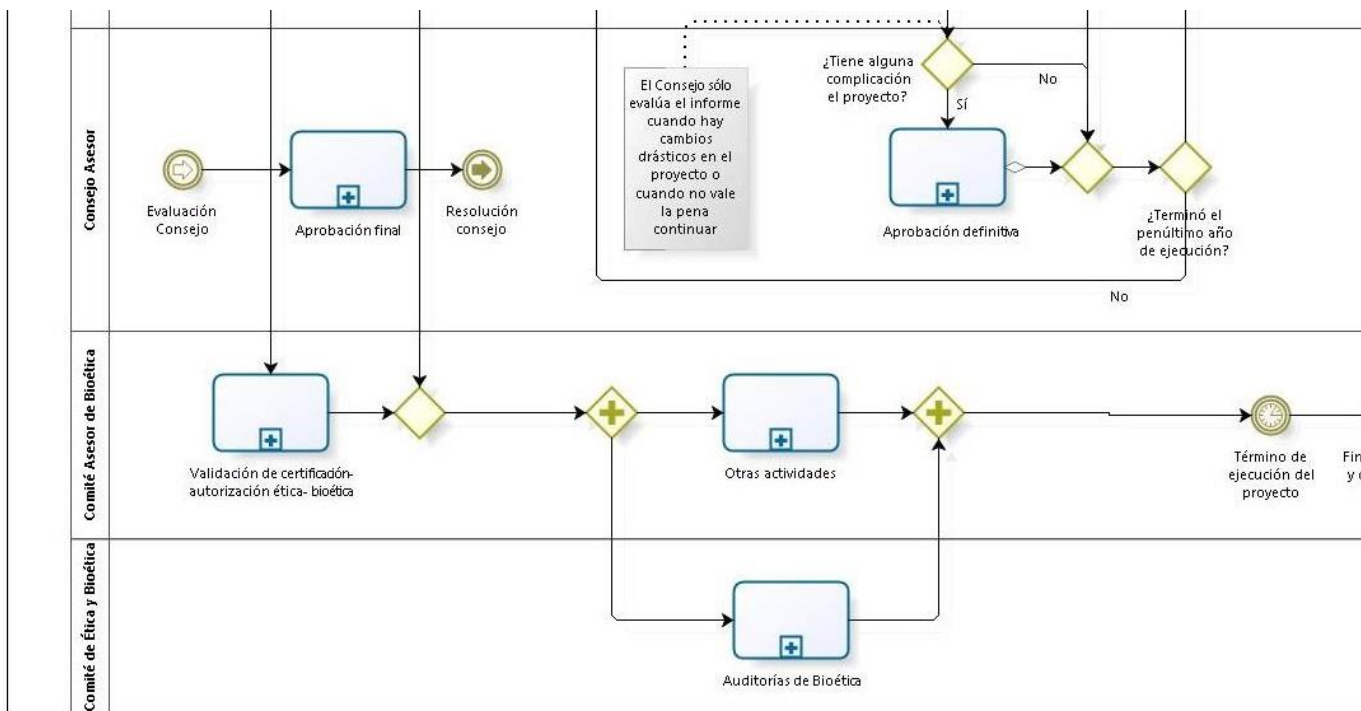 Consejo Asesor
¿Tiene alguna
complicación
el proyecto?
No
Sí
El Consejo sólo
evalúa el informe
cuando hay
cambios
drásticos en el
proyecto o
cuando no vale
la pena
continuar
Evaluación
Consejo
Aprobación final
Resolución
consejo
Aprobación definitiva
¿Terminó el
penúltimo año
de ejecución?
No
Comité Asesor de Bioética
Validación de certificación-
autorización ética- bioética
Otras actividades
Término de
ejecución del
proyecto
Comité de Ética y Bioética
Auditorías de Bioética